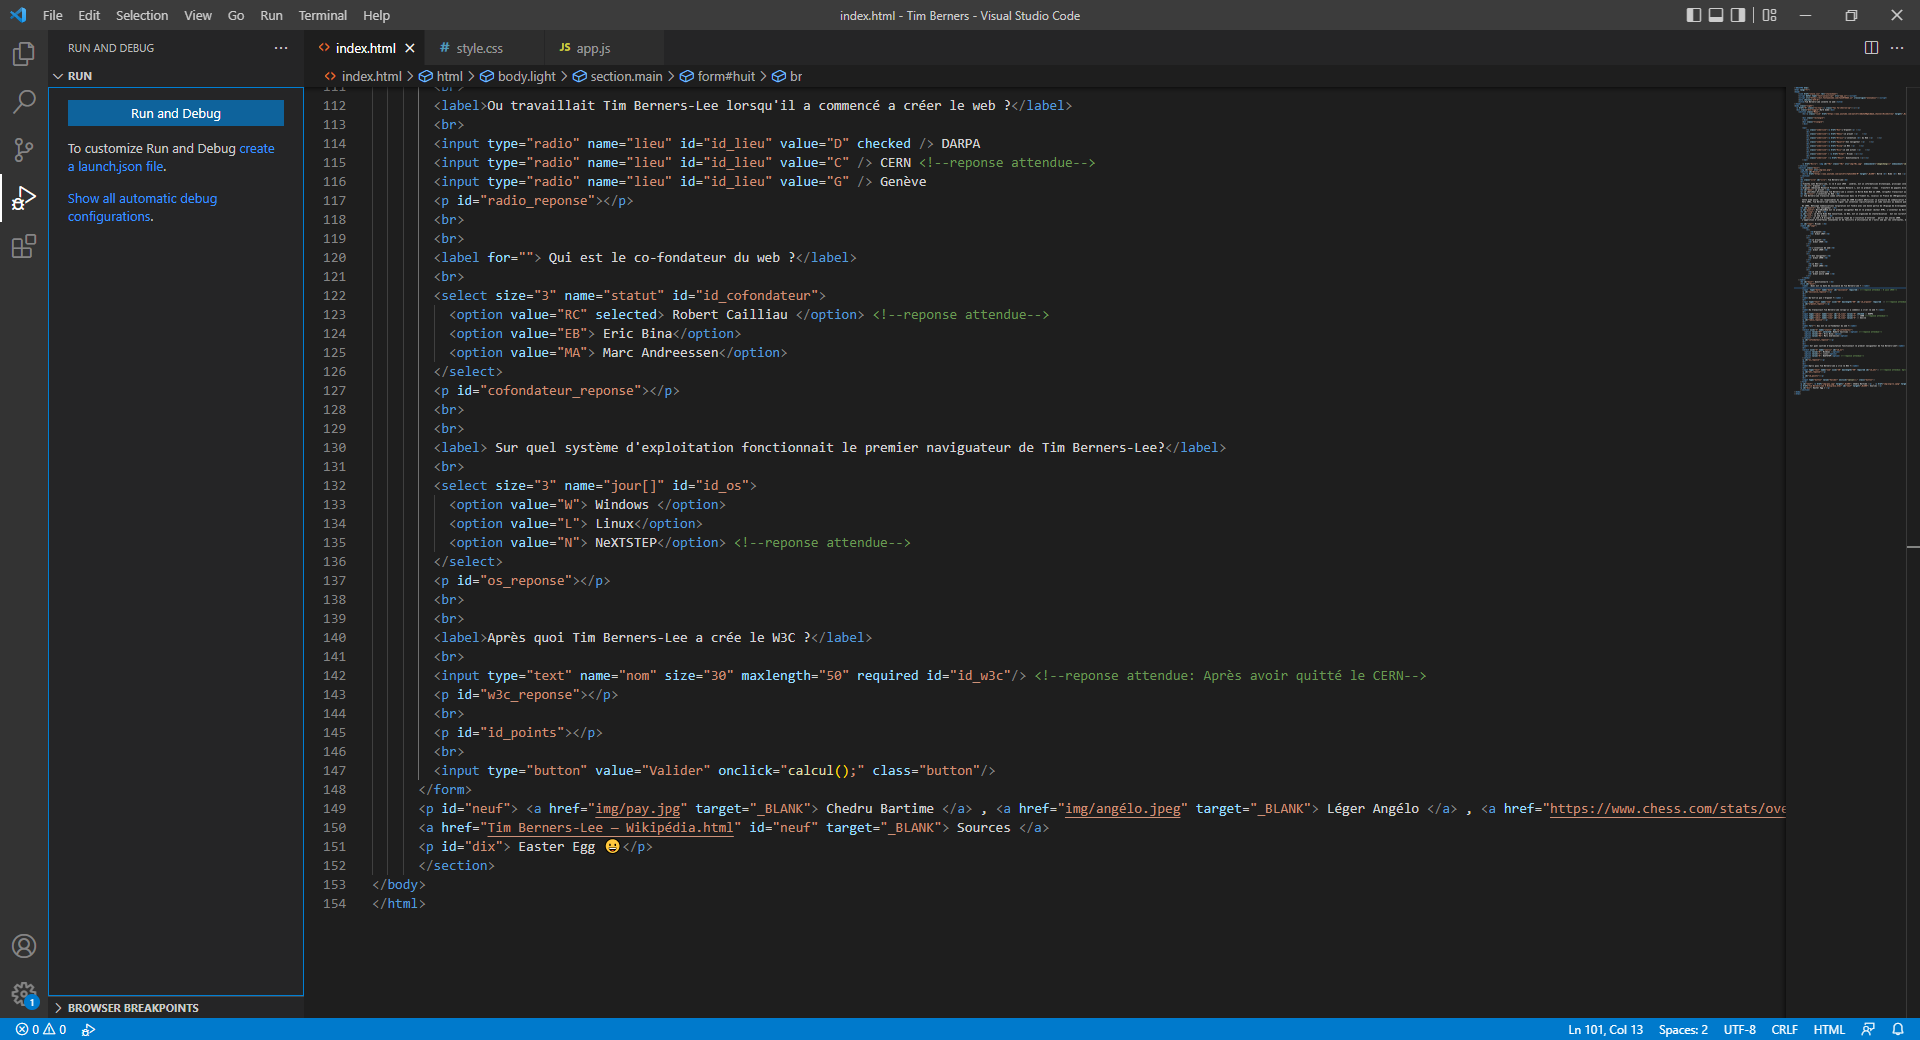 File Edit Selection View Go Run Terminal Help
index.html - Tim Berners - Visual Studio Code
RUN AND DEBUG
RUN
Run and Debug
To customize Run and Debug create
a launch.json file.
Show all automatic debug
configurations.
BROWSER BREAKPOINTS
index.html
# style.css
JS app.js
index.html > html > body.light > section.main > form#huit > br
111 <br>
112 <label>Ou travaillait Tim Berners-Lee lorsqu'il a commencé a créer le web ?</label>
113 <br>
114 <input type="radio" name="lieu" id="id_lieu" value="D" checked /> DARPA
115 <input type="radio" name="lieu" id="id_lieu" value="C" /> CERN <!--reponse attendue-->
116 <input type="radio" name="lieu" id="id_lieu" value="G" /> Genève
117 <p id="radio_reponse"></p>
118 <br>
119 <br>
120 <label for=""> Qui est le co-fondateur du web ?</label>
121 <br>
122 <select size="3" name="statut" id="id_cofondateur">
123 <option value="RC" selected> Robert Cailliau </option> <!--reponse attendue-->
124 <option value="EB"> Eric Bina</option>
125 <option value="MA"> Marc Andreessen</option>
126 </select>
127 <p id="cofondateur_reponse"></p>
128 <br>
129 <br>
130 <label> Sur quel système d'exploitation fonctionnait le premier naviguateur de Tim Berners-Lee?</label>
131 <br>
132 <select size="3" name="jour[]" id="id_os">
133 <option value="W"> Windows </option>
134 <option value="L"> Linux</option>
135 <option value="N"> NeXTSTEP</option> <!--reponse attendue-->
136 </select>
137 <p id="os_reponse"></p>
138 <br>
139 <br>
140 <label>Après quoi Tim Berners-Lee a crée le W3C ?</label>
141 <br>
142 <input type="text" name="nom" size="30" maxlength="50" required id="id_w3c"/> <!--reponse attendue: Après avoir quitté le CERN-->
143 <p id="w3c_reponse"></p>
144 <br>
145 <p id="id_points"></p>
146 <br>
147 <input type="button" value="Valider" onclick="calcul();" class="button"/>
148 </form>
149 <p id="neuf"> <a href="img/pay.jpg" target="_BLANK"> Chedru Bartime </a> , <a href="img/angélo.jpeg" target="_BLANK"> Léger Angélo </a> , <a href="https://www.chess.com/stats/ove
150 <a href="Tim Berners-Lee — Wikipédia.html" id="neuf" target="_BLANK"> Sources </a>
151 <p id="dix"> Easter Egg 😀</p>
152 </section>
153 </body>
154 </html>
1
0 0
Ln 101, Col 13 Spaces: 2 UTF-8 CRLF HTML